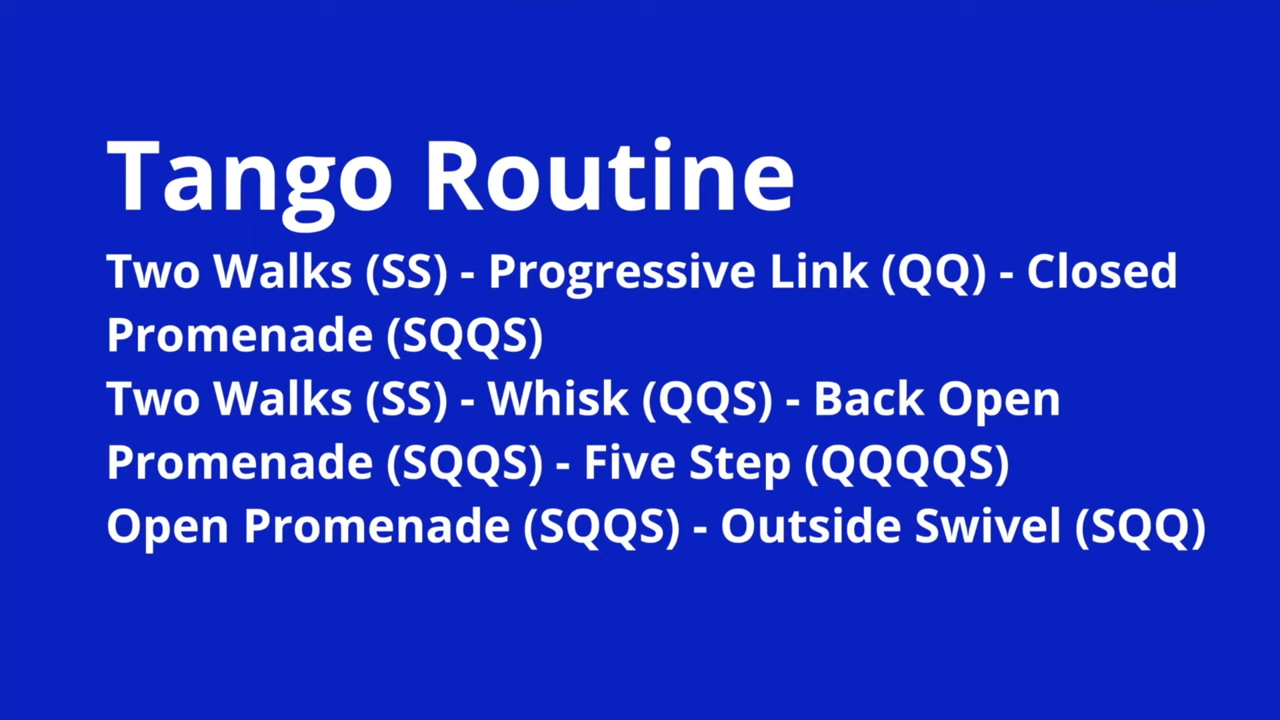 Tango Routine
Two Walks (SS) - Progressive Link (QQ) - Closed
Promenade (SQQS)
Two Walks (SS) - Whisk (QQS) - Back Open
Promenade (SQQS) - Five Step (QQQQS)
Open Promenade (SQQS) - Outside Swivel (SQQ)